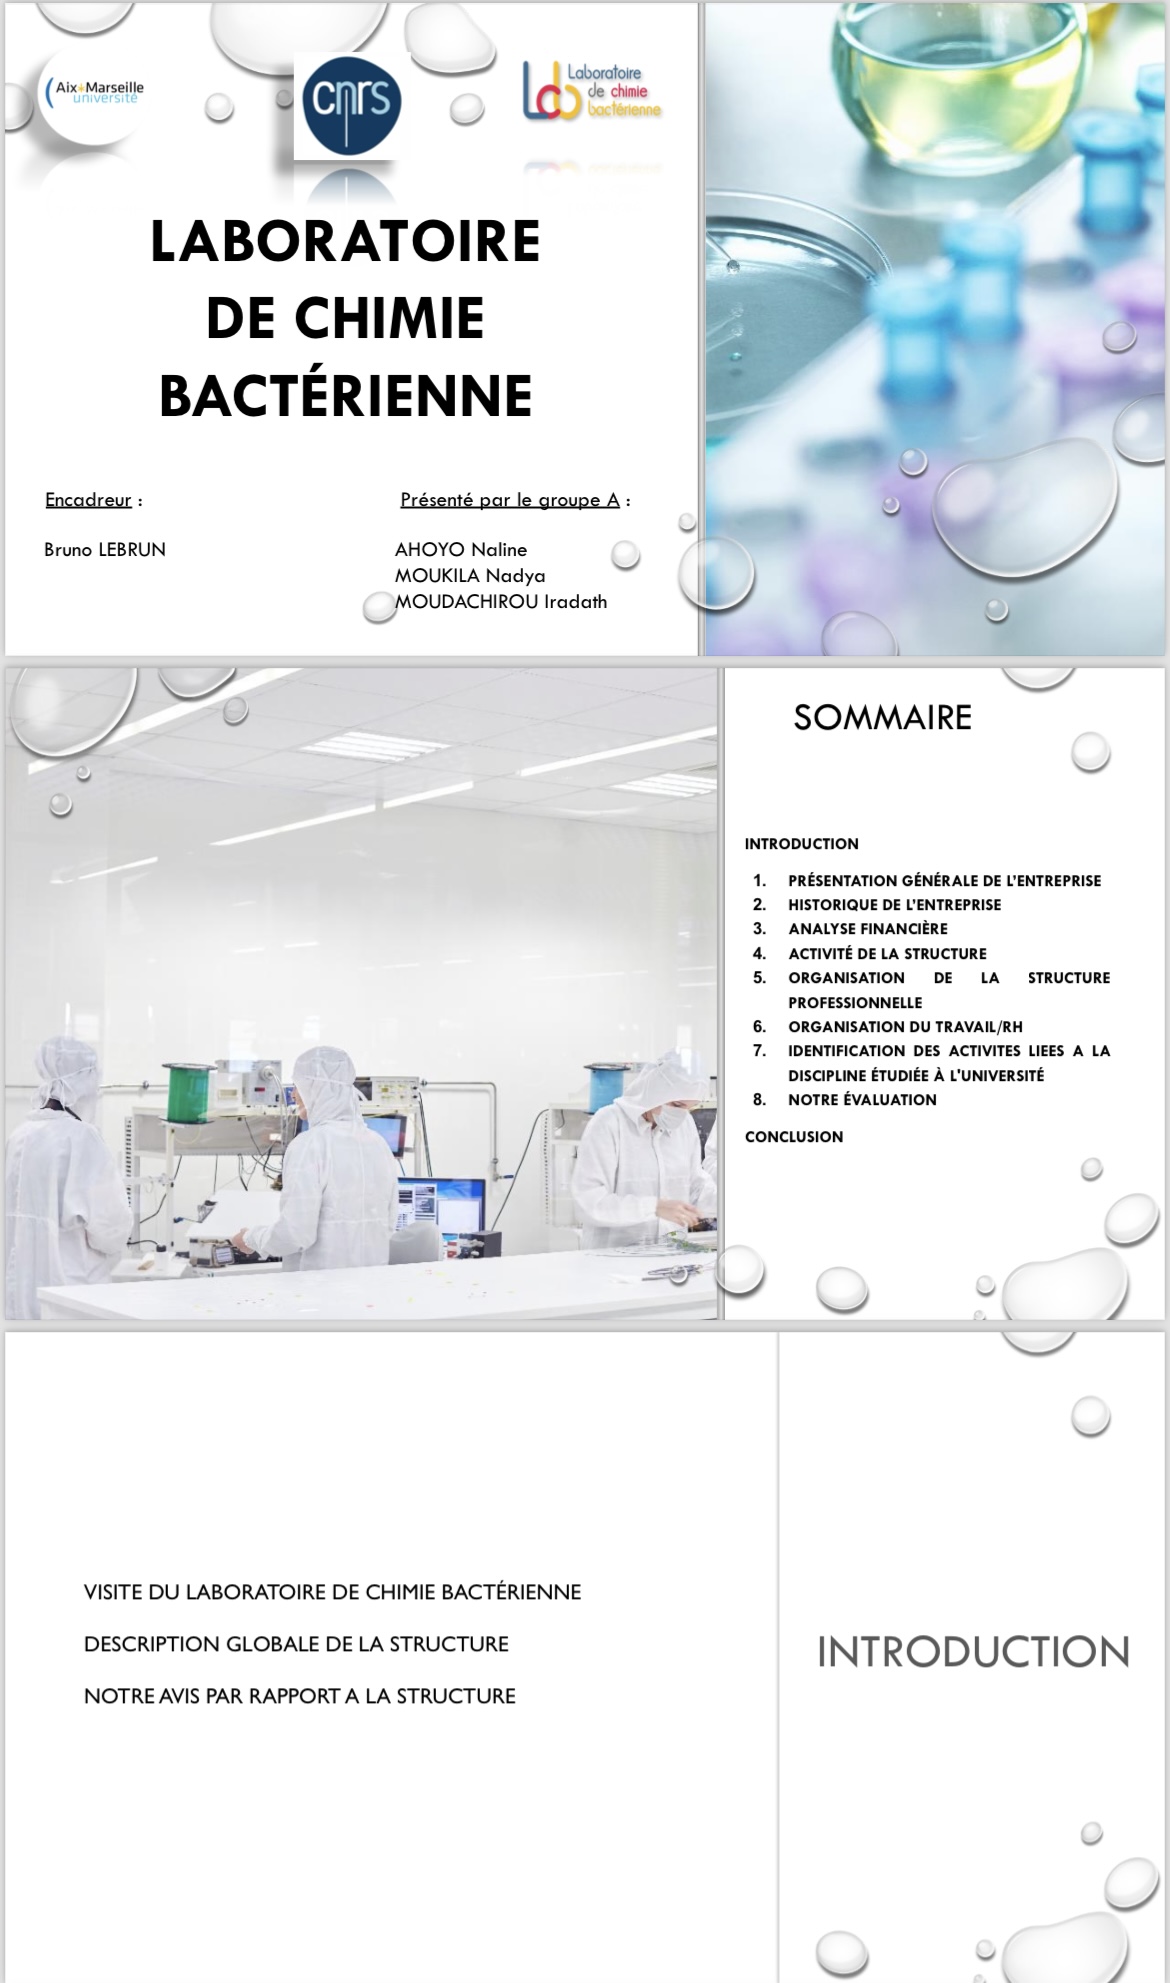 Aix*Marseille
université
cnrs
Lcb
Laboratoire
de chimie
bactérienne
LABORATOIRE
DE CHIMIE
BACTÉRIENNE
Encadreur :
Bruno LEBRUN
Présenté par le groupe A :
AHOYO Naline
MOUKILA Nadya
MOUDACHIROU Iradath
SOMMAIRE
INTRODUCTION
1. PRÉSENTATION GÉNÉRALE DE L'ENTREPRISE
2. HISTORIQUE DE L'ENTREPRISE
3. ANALYSE FINANCIÈRE
4. ACTIVITÉ DE LA STRUCTURE
5. ORGANISATION DE LA STRUCTURE
PROFESSIONNELLE
6. ORGANISATION DU TRAVAIL/RH
7. IDENTIFICATION DES ACTIVITES LIEES A LA
DISCIPLINE ÉTUDIÉE À L'UNIVERSITÉ
8. NOTRE ÉVALUATION
CONCLUSION
VISITE DU LABORATOIRE DE CHIMIE BACTÉRIENNE
DESCRIPTION GLOBALE DE LA STRUCTURE
NOTRE AVIS PAR RAPPORT A LA STRUCTURE
INTRODUCTION